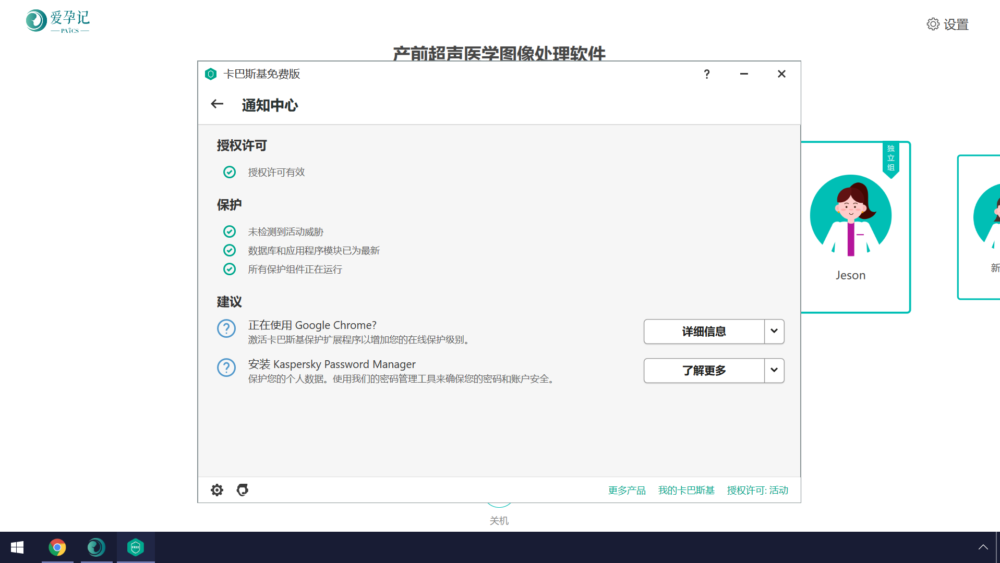 爱孕记
PAICS
设置
产前超声医学图像处理软件
卡巴斯基免费版
通知中心
授权许可
授权许可有效
保护
未检测到活动威胁
数据库和应用程序模块已为最新
所有保护组件正在运行
建议
正在使用 Google Chrome?
激活卡巴斯基保护扩展程序以增加您的在线保护级别。
详细信息
安装 Kaspersky Password Manager
保护您的个人数据。使用我们的密码管理工具来确保您的密码和账户安全。
了解更多
更多产品
我的卡巴斯基
授权许可: 活动
独立组
Jeson
新
关机
FREE